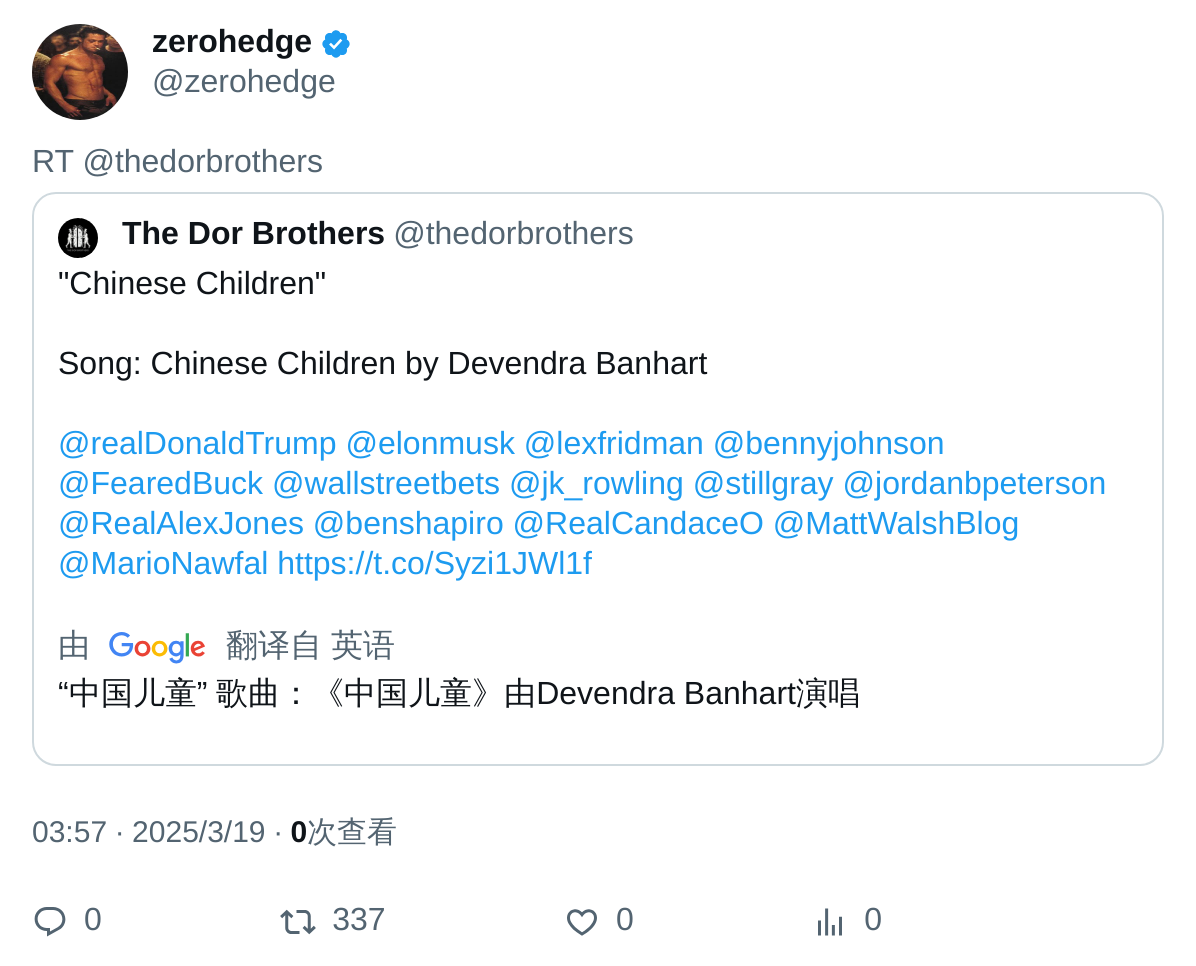 zerohedge
@zerohedge
RT @thedorbrothers
The Dor Brothers @thedorbrothers
"Chinese Children"
Song: Chinese Children by Devendra Banhart
@realDonaldTrump @elonmusk @lexfridman @bennyjohnson
@FearedBuck @wallstreetbets @jk_rowling @stillgray @jordanbpeterson
@RealAlexJones @benshapiro @RealCandaceO @MattWalshBlog
@MarioNawfal https://t.co/Syzi1JWl1f
由 Google 翻译自 英语
“中国儿童” 歌曲：《中国儿童》由Devendra Banhart演唱
03:57 · 2025/3/19 · 0次查看
0 337 0 0